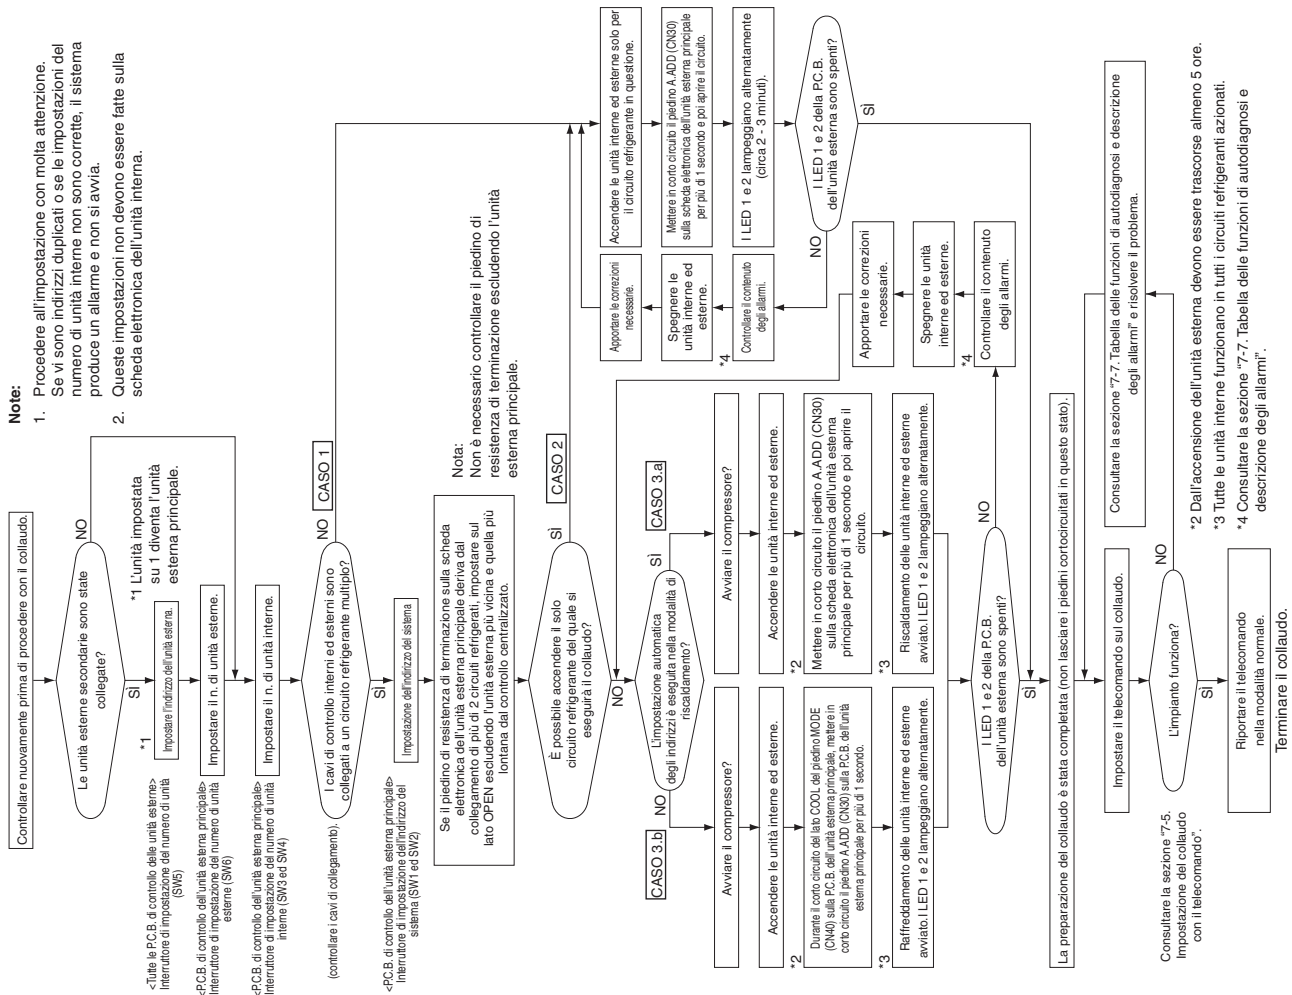 Note:
1. Procedere all'impostazione con molta attenzione.
Se vi sono indirizzi duplicati o se le impostazioni del
numero di unità interne non sono corrette, il sistema
produce un allarme e non si avvia.
2. Queste impostazioni non devono essere fatte sulla
scheda elettronica dell'unità interna.
Controllare nuovamente prima di procedere con il collaudo.
Le unità esterne secondarie sono state
collegate?
NO
SÌ
*1 L'unità impostata
su 1 diventa l'unità
esterna principale.
*1
<Tutte le P.C.B. di controllo delle unità esterne>
Interruttore di impostazione del numero di unità
(SW5)
Impostare l'indirizzo dell'unità esterna.
<P.C.B. di controllo dell'unità esterna principale>
Interruttore di impostazione del numero di unità
esterne (SW6)
Impostare il n. di unità esterne.
<P.C.B. di controllo dell'unità esterna principale>
Interruttore di impostazione del numero di unità
interne (SW3 ed SW4)
Impostare il n. di unità interne.
(controllare i cavi di collegamento).
I cavi di controllo interni ed esterni sono
collegati a un circuito refrigerante multiplo?
NO
CASO 1
SÌ
<P.C.B. di controllo dell'unità esterna principale>
Interruttore di impostazione dell'indirizzo del
sistema (SW1 ed SW2)
Impostazione dell'indirizzo del sistema
Se il piedino di resistenza di terminazione sulla scheda
elettronica dell'unità esterna principale deriva dal
collegamento di più di 2 circuiti refrigerati, impostare sul
lato OPEN escludendo l'unità esterna più vicina e quella più
lontana dal controllo centralizzato.
Nota:
Non è necessario controllare il piedino di
resistenza di terminazione escludendo l'unità
esterna principale.
È possibile accendere il solo
circuito refrigerante del quale si
eseguirà il collaudo?
SÌ
CASO 2
NO
L'impostazione automatica
degli indirizzi è eseguita nella modalità di
riscaldamento?
NO
CASO 3.b
SÌ
CASO 3.a
Avviare il compressore?
Accendere le unità interne ed esterne.
*2
Durante il corto circuito del lato COOL del piedino MODE
(CN40) sulla P.C.B. dell'unità esterna principale, mettere in
corto circuito il piedino A.ADD (CN30) sulla P.C.B. dell'unità
esterna principale per più di 1 secondo.
*3
Raffreddamento delle unità interne ed esterne
avviato. I LED 1 e 2 lampeggiano alternatamente.
Avviare il compressore?
Accendere le unità interne ed esterne.
*2
Mettere in corto circuito il piedino A.ADD (CN30)
sulla scheda elettronica dell'unità esterna
principale per più di 1 secondo e poi aprire il
circuito.
*3
Riscaldamento delle unità interne ed esterne
avviato. I LED 1 e 2 lampeggiano alternatamente.
I LED 1 e 2 della P.C.B.
dell'unità esterna sono spenti?
NO
SÌ
*4
Controllare il contenuto
degli allarmi.
Spegnere le unità
interne ed esterne.
Apportare le correzioni
necessarie.
Accendere le unità interne ed esterne solo per
il circuito refrigerante in questione.
Mettere in corto circuito il piedino A.ADD (CN30)
sulla scheda elettronica dell'unità esterna principale
per più di 1 secondo e poi aprire il circuito.
I LED 1 e 2 lampeggiano alternatamente
(circa 2 - 3 minuti).
I LED 1 e 2 della P.C.B.
dell'unità esterna sono spenti?
NO
SÌ
*4
Controllare il contenuto
degli allarmi.
Spegnere le
unità interne ed
esterne.
Apportare le correzioni
necessarie.
La preparazione del collaudo è stata completata (non lasciare i piedini cortocircuitati in questo stato).
Consultare la sezione "7-5.
Impostazione del collaudo
con il telecomando".
Impostare il telecomando sul collaudo.
L'impianto funziona?
NO
SÌ
Consultare la sezione "7-7. Tabella delle funzioni di autodiagnosi e descrizione
degli allarmi" e risolvere il problema.
Riportare il telecomando
nella modalità normale.
Terminare il collaudo.
*2 Dall'accensione dell'unità esterna devono essere trascorse almeno 5 ore.
*3 Tutte le unità interne funzionano in tutti i circuiti refrigeranti azionati.
*4 Consultare la sezione "7-7. Tabella delle funzioni di autodiagnosi e
descrizione degli allarmi".